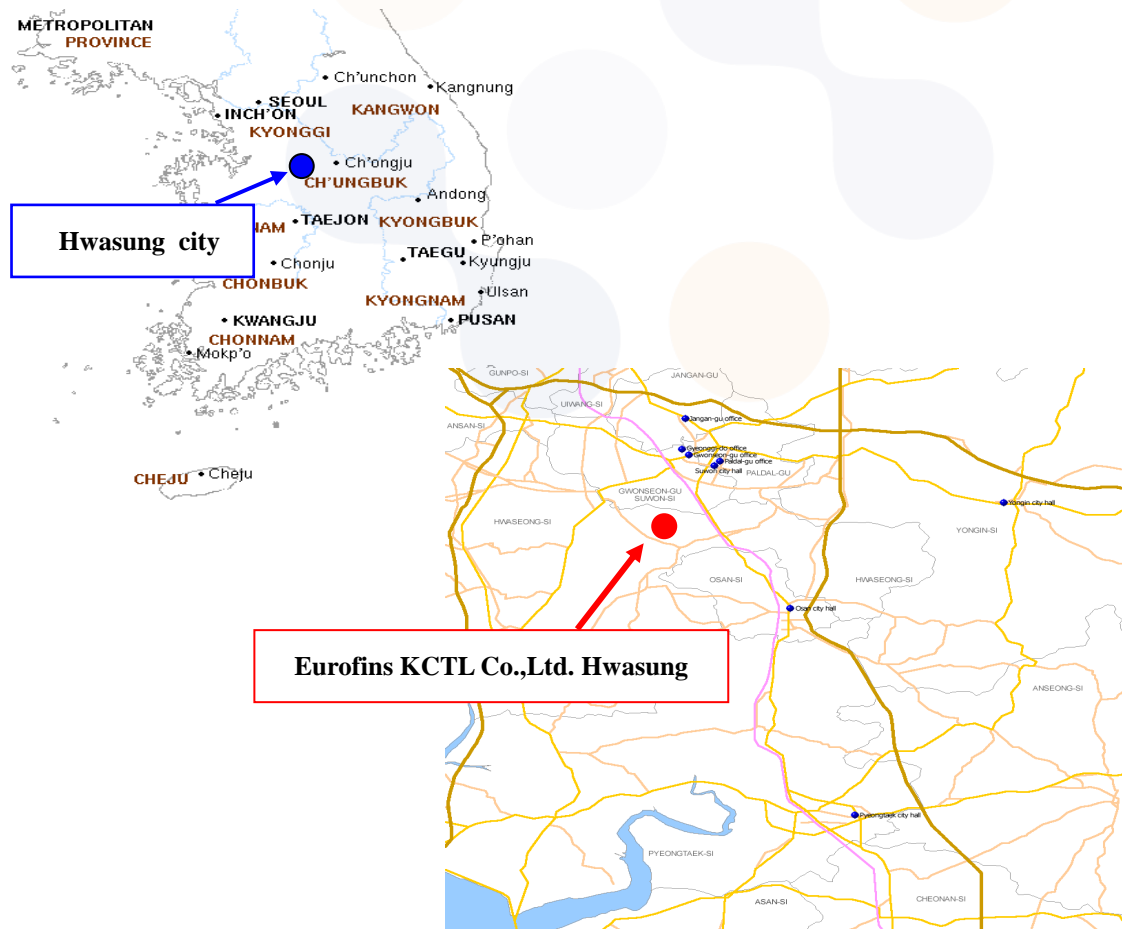 METROPOLITAN
PROVINCE
Ch'unchon
Kangnung
SEOUL
KANGWON
INCH'ON
KYONGGI
Ch'ongju
CH'UNGBUK
Andong
Hwasung city
NAM
TAEJON
KYONGBUK
P'ohan
TAEGU
Kyungju
Chonju
CHONBUK
Ulsan
KYONGNAM
KWANGJU
PUSAN
CHONNAM
Mokp'o
CHEJU
Cheju
GUNPO-SI
JANGAN-GU
UIWANG-SI
Jangan-gu office
ANSAN-SI
Gyeonggi-do office
Gwonseon-gu office
Paldal-gu office
Suwon city hall
PALDAL-GU
GWONSEON-GU
SUWON-SI
Yongin city hall
HWASEONG-SI
YONGIN-SI
OSAN-SI
HWASEONG-SI
Osan city hall
Eurofins KCTL Co.,Ltd. Hwasung
ANSEONG-SI
Pyeongtaek city hall
PYEONGTAEK-SI
ASAN-SI
CHEONAN-SI